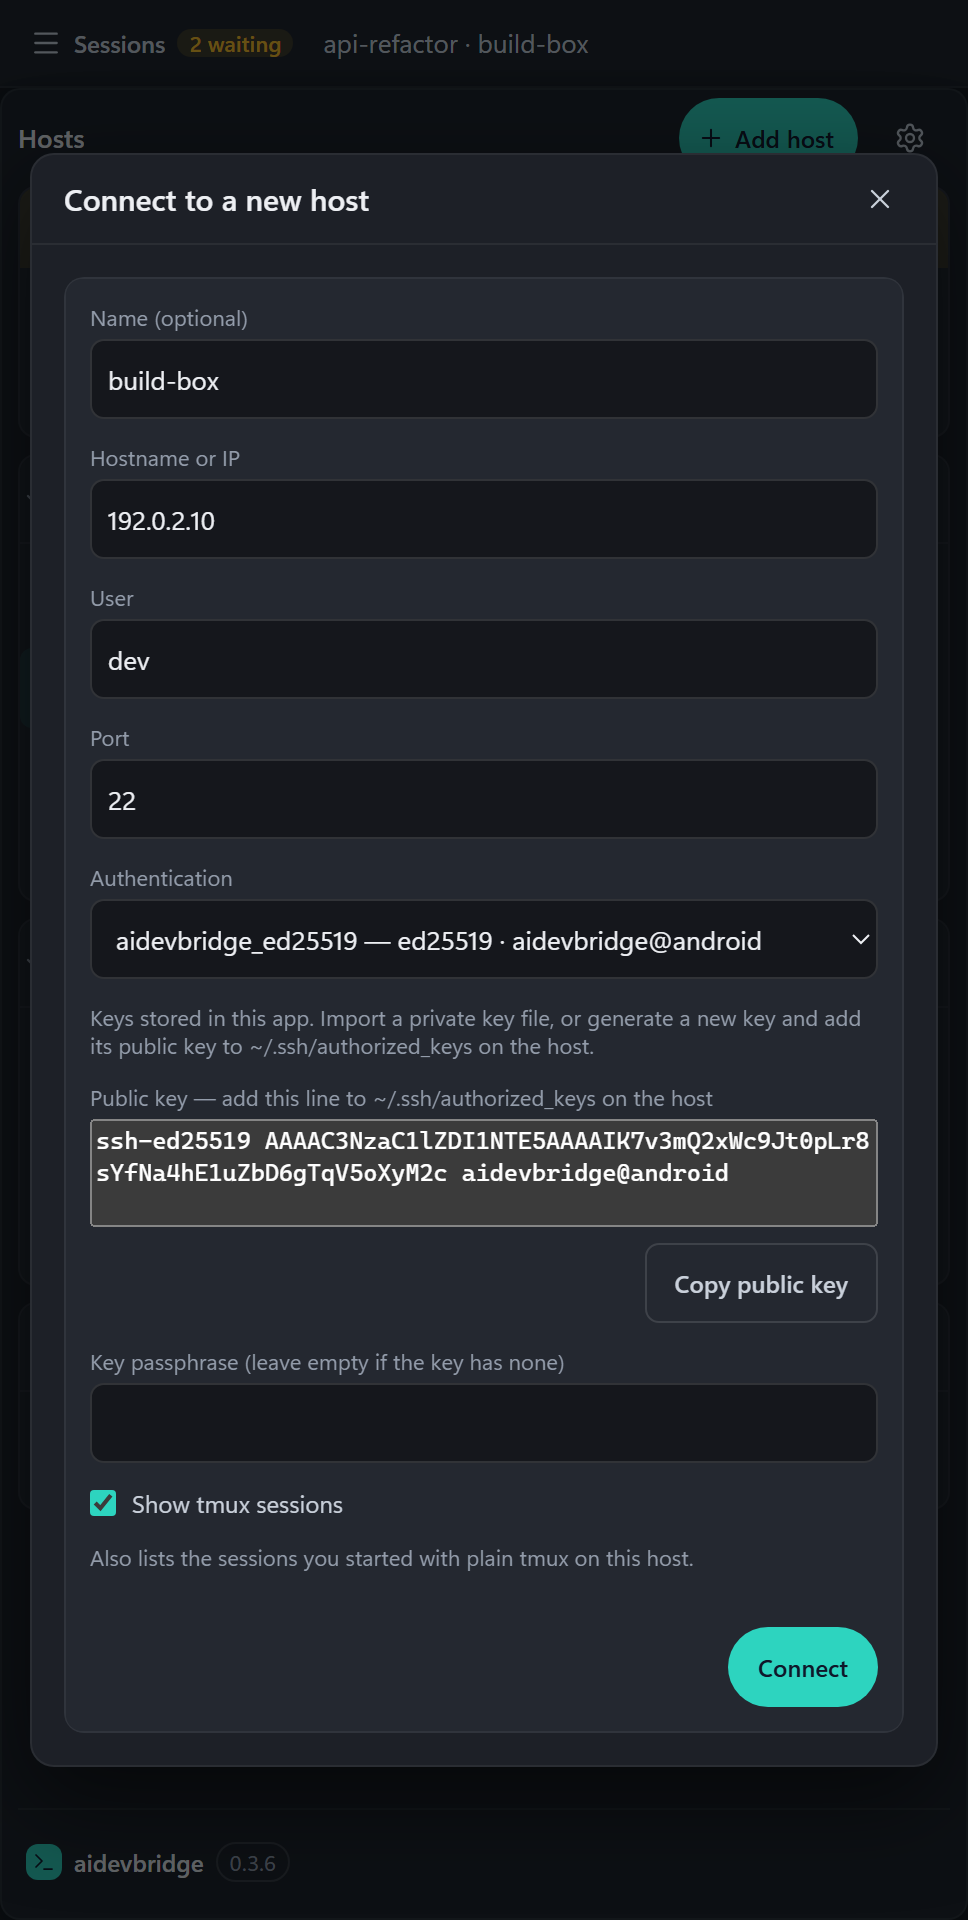 Sessions 2 waiting api-refactor · build-box
Hosts + Add host
Connect to a new host
Name (optional)
build-box
Hostname or IP
192.0.2.10
User
dev
Port
22
Authentication
aidevbridge_ed25519 — ed25519 · aidevbridge@android
Keys stored in this app. Import a private key file, or generate a new key and add
its public key to ~/.ssh/authorized_keys on the host.
Public key — add this line to ~/.ssh/authorized_keys on the host
ssh-ed25519 AAAAC3NzaC1lZDI1NTE5AAAAIK7v3mQ2xWc9Jt0pLr8
sYfNa4hE1uZbD6gTqV5oXyM2c aidevbridge@android
Copy public key
Key passphrase (leave empty if the key has none)
Show tmux sessions
Also lists the sessions you started with plain tmux on this host.
Connect
aidevbridge 0.3.6